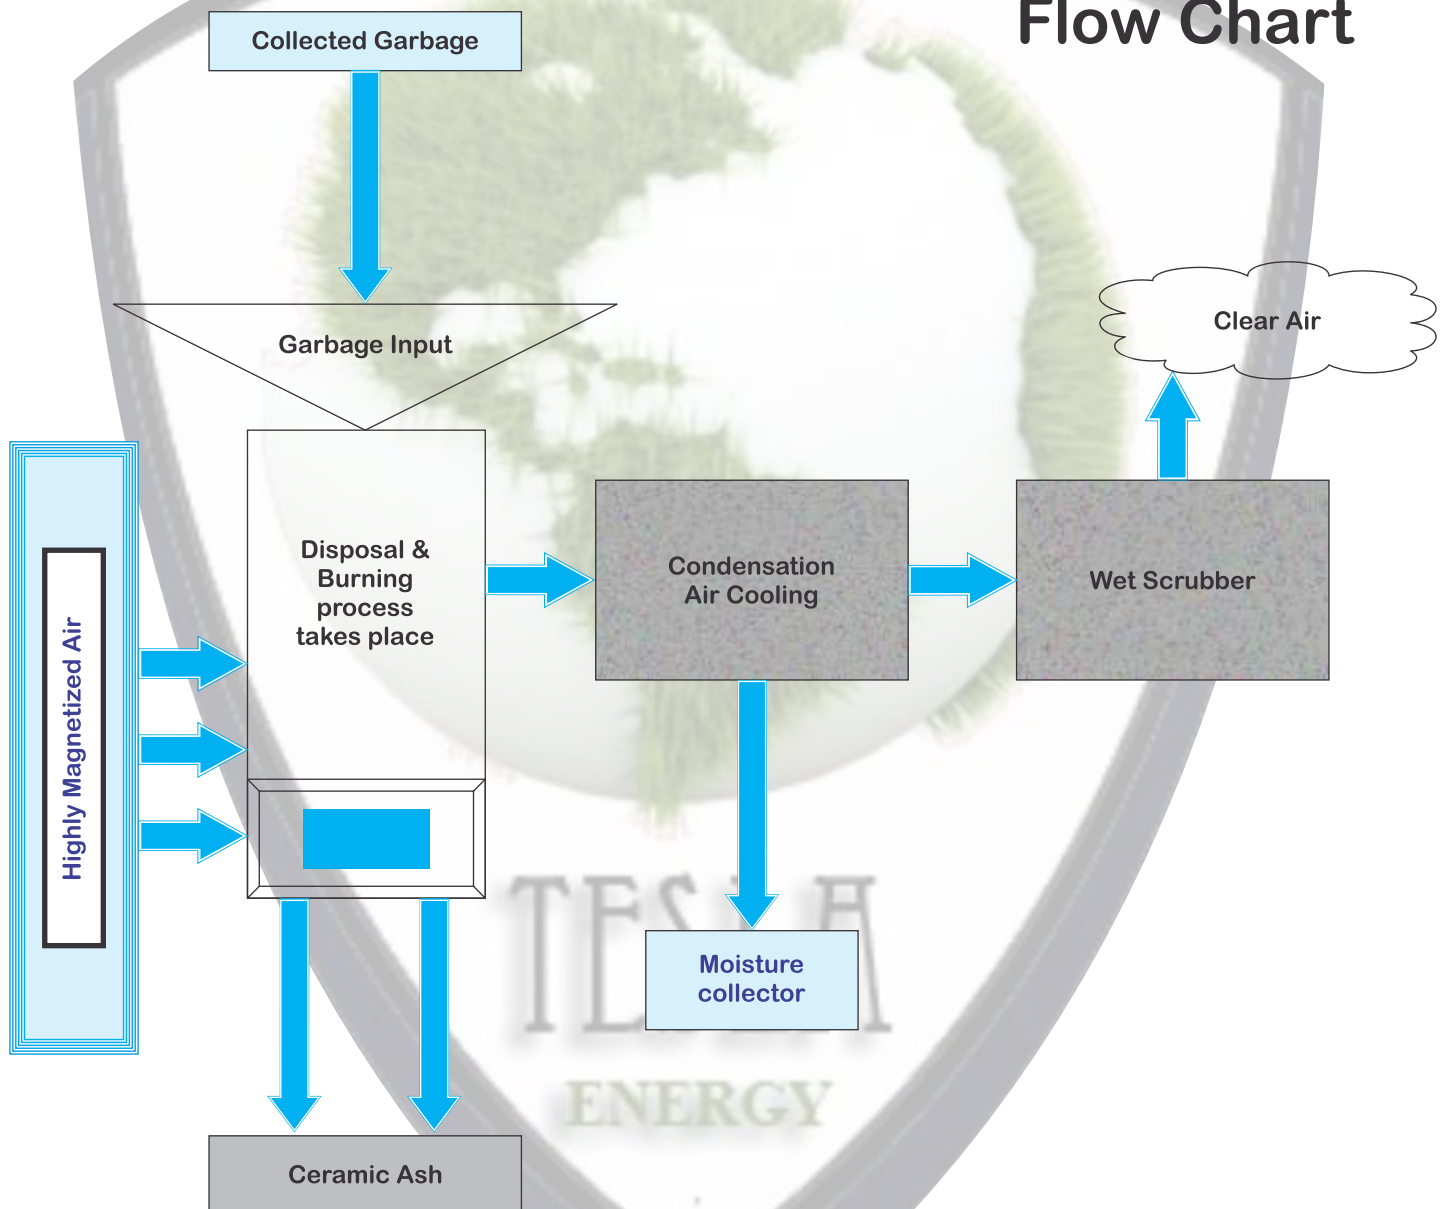 Flow Chart
Collected Garbage
Garbage Input
Clear Air
Disposal &
Burning
process
takes place
Condensation
Air Cooling
Wet Scrubber
Highly Magnetized Air
Moisture
collector
TESLA
ENERGY
Ceramic Ash